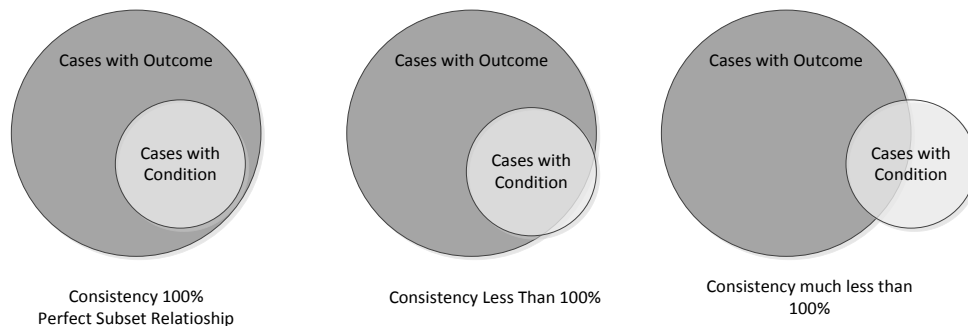 Cases with Outcome
Cases with
Condition
Consistency 100%
Perfect Subset Relatioship
Cases with Outcome
Cases with
Condition
Consistency Less Than 100%
Cases with Outcome
Cases with
Condition
Consistency much less than
100%